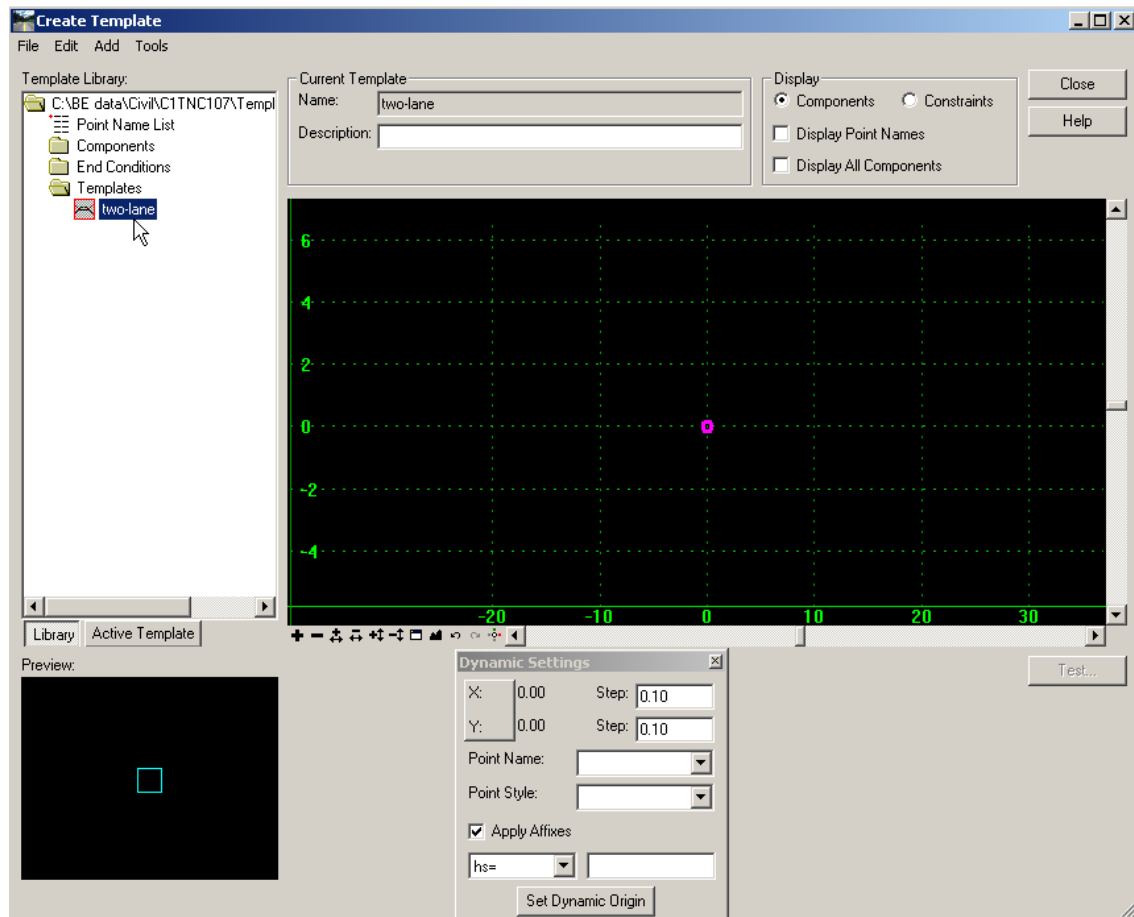 Create Template
File Edit Add Tools
Template Library:
C:\BE data\Civil\C1TNC107\Templ
Point Name List
Components
End Conditions
Templates
two-lane
Library Active Template
Preview:
Current Template
Name: two-lane
Description:
Display
Components Constraints
Display Point Names
Display All Components
Close
Help
6
4
2
0
-2
-4
-20 -10 0 10 20 30
Test...
Dynamic Settings
X: 0.00 Step: 0.10
Y: 0.00 Step: 0.10
Point Name:
Point Style:
Apply Affixes
hs=
Set Dynamic Origin